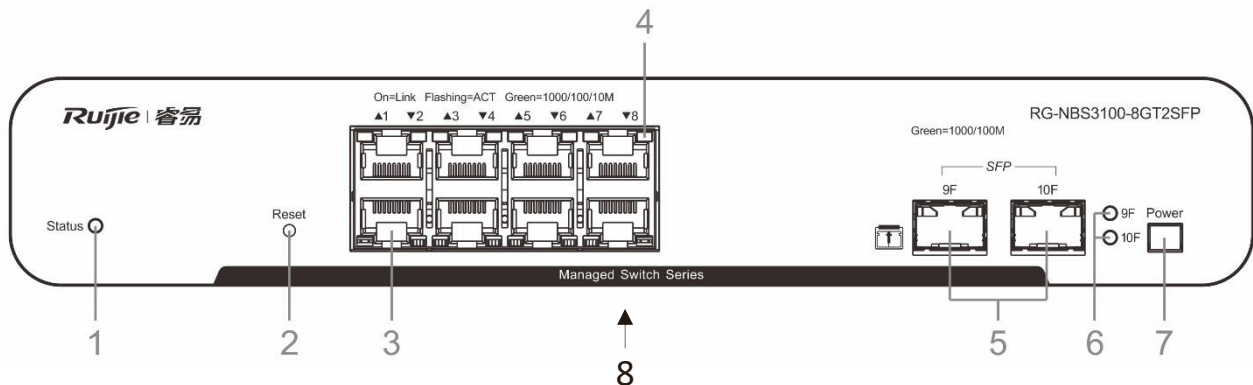 4
On=Link Flashing=ACT Green=1000/100/10M
▲1 ▼2 ▲3 ▼4 ▲5 ▼6 ▲7 ▼8
Ruijie | 睿易
RG-NBS3100-8GT2SFP
Green=1000/100M
SFP
9F 10F
Status
Reset
9F
10F
Power
Managed Switch Series
1 2 3 5 6 7
8